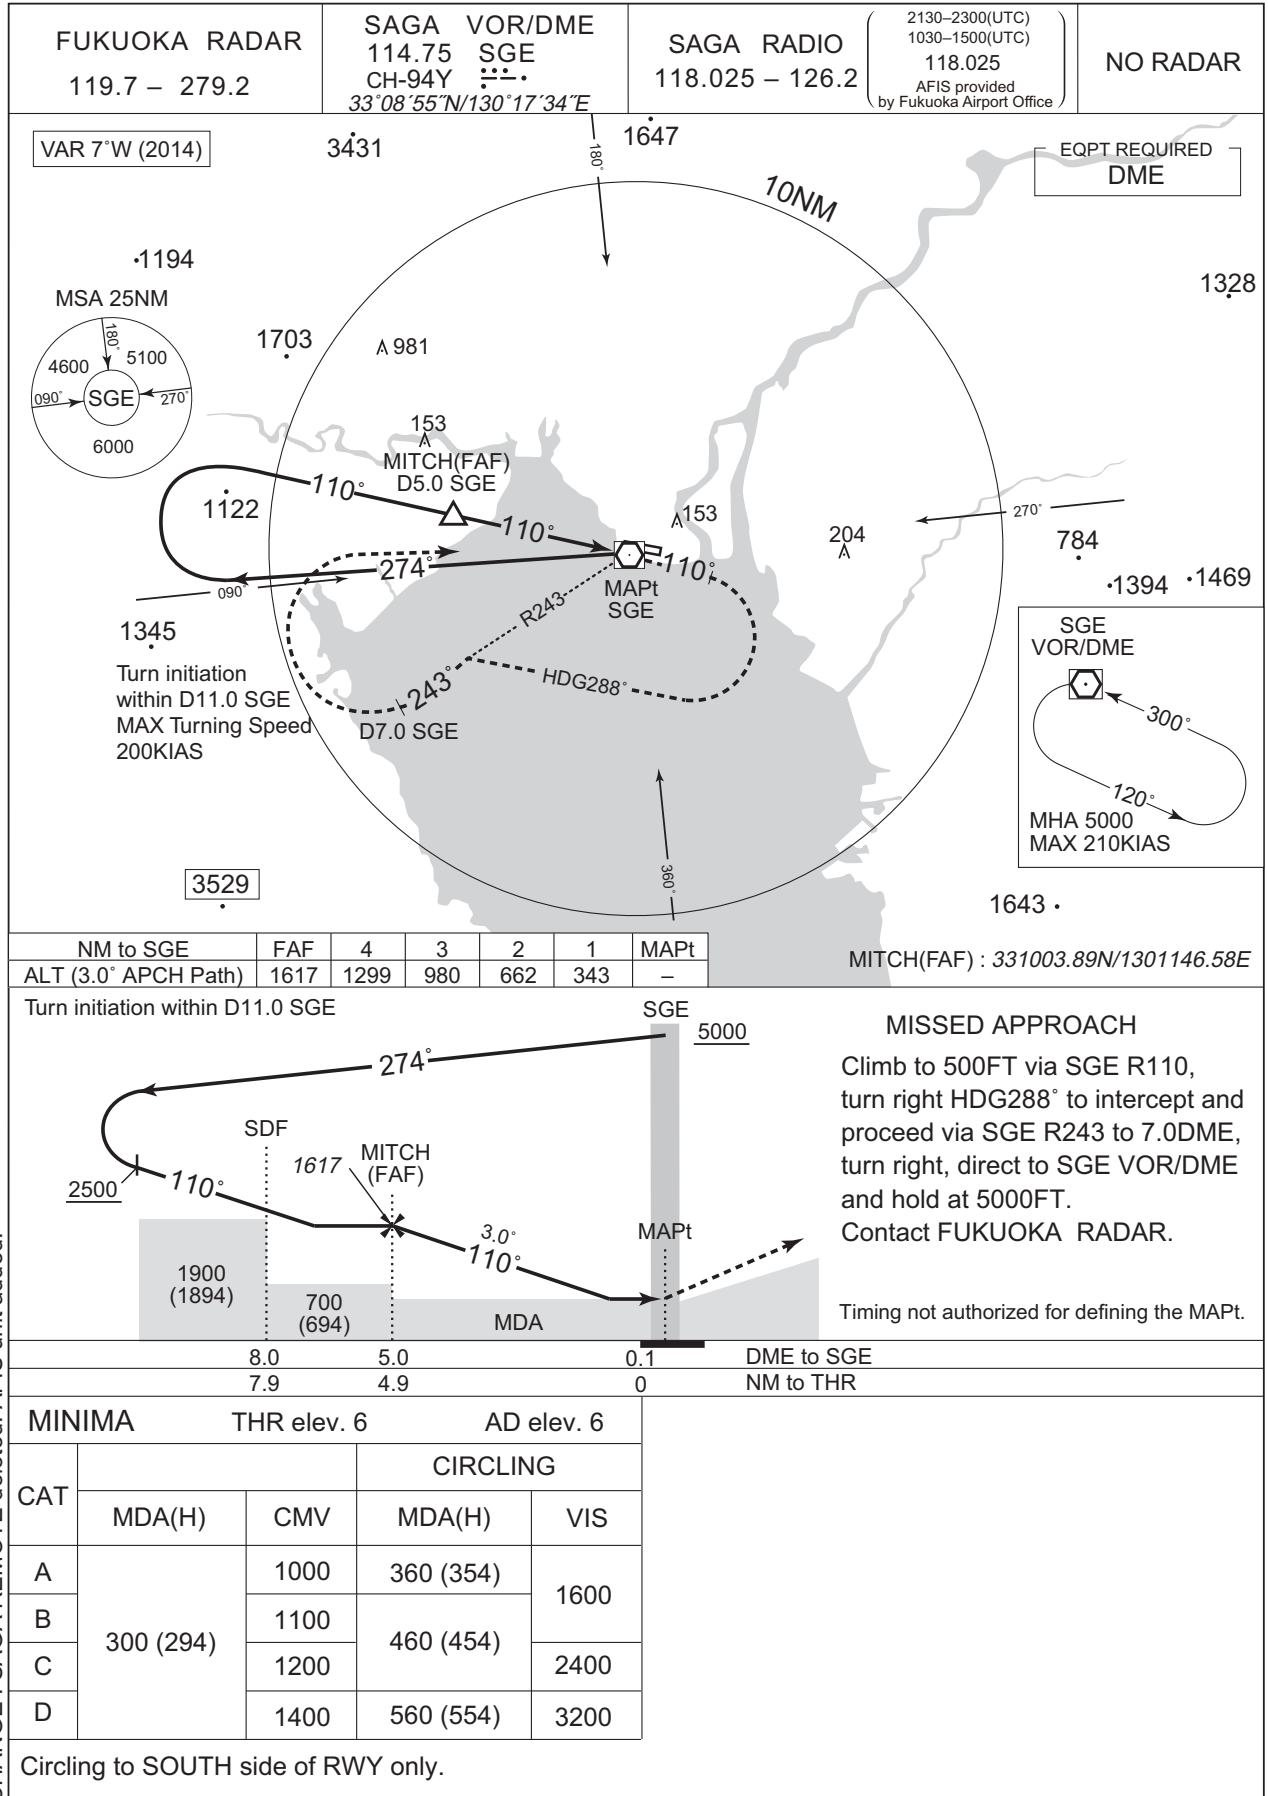 FUKUOKA RADAR
119.7 – 279.2
SAGA VOR/DME
114.75 SGE
CH-94Y
33°08′55″N/130°17′34″E
SAGA RADIO
118.025 – 126.2
2130–2300(UTC)
1030–1500(UTC)
118.025
AFIS provided
by Fukuoka Airport Office
NO RADAR
VAR 7°W (2014)
3431
180°
1647
EQPT REQUIRED
DME
10NM
1194
MSA 25NM
180°
4600
5100
090°
SGE
270°
6000
1328
1703
981
153
MITCH(FAF)
D5.0 SGE
110°
1122
110°
153
204
270°
784
1394
1469
274°
090°
110°
MAPt
SGE
R243
1345
Turn initiation
within D11.0 SGE
MAX Turning Speed
200KIAS
243°
HDG288°
D7.0 SGE
SGE
VOR/DME
300°
120°
MHA 5000
MAX 210KIAS
360°
3529
1643
NM to SGE FAF 4 3 2 1 MAPt
ALT (3.0° APCH Path) 1617 1299 980 662 343 –
MITCH(FAF) : 331003.89N/1301146.58E
Turn initiation within D11.0 SGE
SGE
5000
274°
SDF
1617
MITCH
(FAF)
2500
110°
3.0°
110°
MAPt
1900
(1894)
700
(694)
MDA
MISSED APPROACH
Climb to 500FT via SGE R110,
turn right HDG288° to intercept and
proceed via SGE R243 to 7.0DME,
turn right, direct to SGE VOR/DME
and hold at 5000FT.
Contact FUKUOKA RADAR.
Timing not authorized for defining the MAPt.
8.0 5.0 0.1 DME to SGE
7.9 4.9 0 NM to THR
MINIMA THR elev. 6 AD elev. 6
CAT
CIRCLING
MDA(H) CMV MDA(H) VIS
A 1000 360 (354)
1600
B 1100
300 (294)
460 (454)
C 1200 2400
D 1400 560 (554) 3200
Circling to SOUTH side of RWY only.